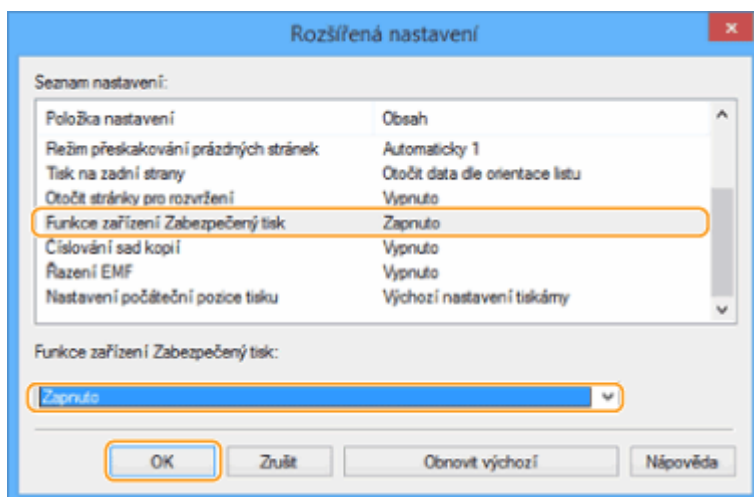 Rozšířená nastavení
Seznam nastavení:
Položka nastavení Obsah
Režim přeskakování prázdných stránek Automaticky 1
Tisk na zadní strany Otočit data dle orientace listu
Otočit stránky pro rozvržení Vypnuto
Funkce zařízení Zabezpečený tisk Zapnuto
Číslování sad kopií Vypnuto
Řazení EMF Vypnuto
Nastavení počáteční pozice tisku Výchozí nastavení tiskárny
Funkce zařízení Zabezpečený tisk:
Zapnuto
OK Zrušit Obnovit výchozí Nápověda